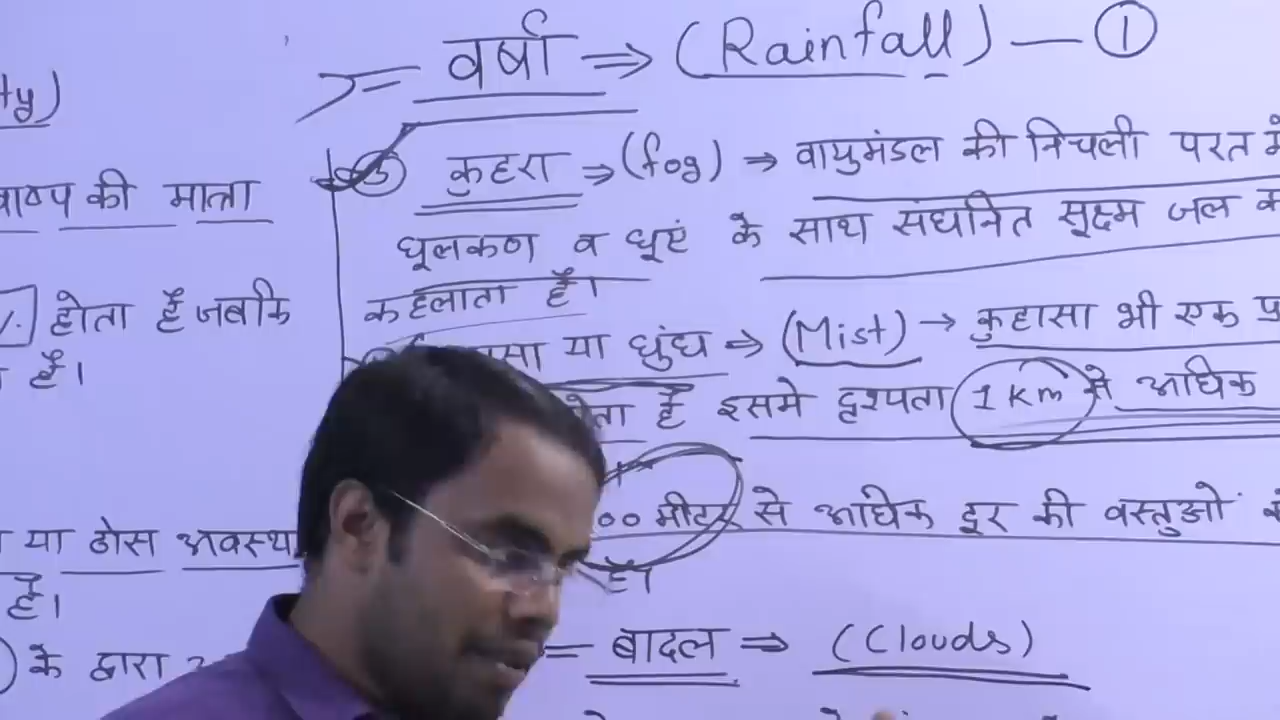 वर्षा ⇒ (Rainfall) — ①
कुहरा ⇒ (fog) ⇒ वायुमंडल की निचली परत में
धूलकण व धूएं के साथ संघनित सूक्ष्म जल
कहलाता है।
या धुंध ⇒ (Mist) → कुहासा भी एक
है इसमे दृश्यता 1 Km से अधिक
00 मीटर से अधिक दूर की वस्तुओं
है।
= बादल ⇒ (Clouds)
ty)
वाष्प की मात्रा
%. होता है जबकि
है।
या ठोस अवस्था
है।
के द्वारा